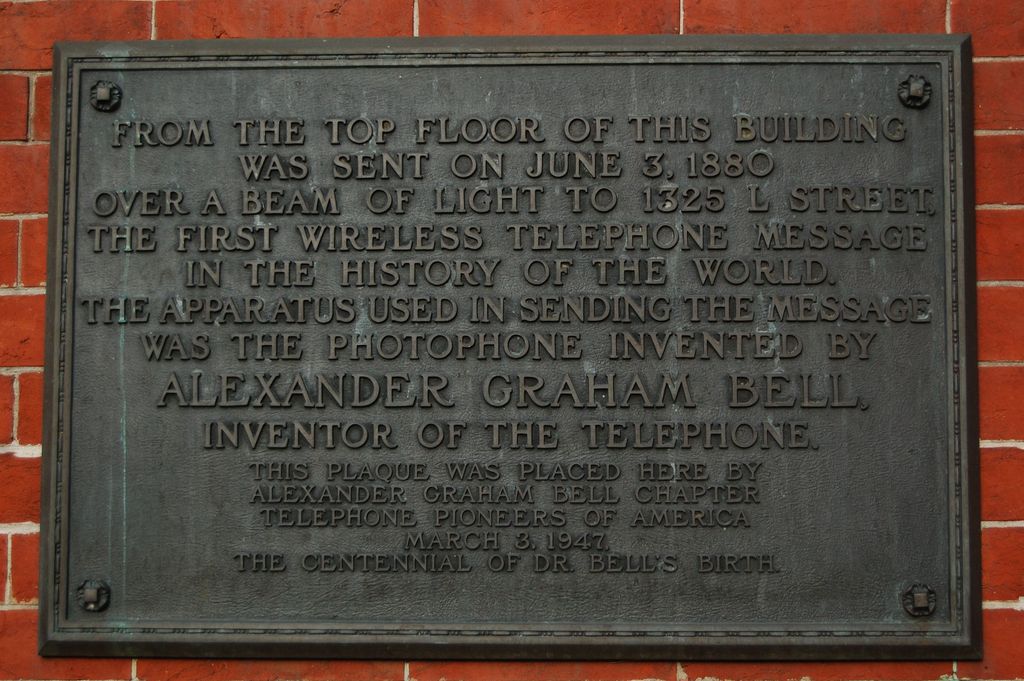 FROM THE TOP FLOOR OF THIS BUILDING
WAS SENT ON JUNE 3, 1880
OVER A BEAM OF LIGHT TO 1325 L STREET,
THE FIRST WIRELESS TELEPHONE MESSAGE
IN THE HISTORY OF THE WORLD.
THE APPARATUS USED IN SENDING THE MESSAGE
WAS THE PHOTOPHONE INVENTED BY
ALEXANDER GRAHAM BELL,
INVENTOR OF THE TELEPHONE.
THIS PLAQUE WAS PLACED HERE BY
ALEXANDER GRAHAM BELL CHAPTER
TELEPHONE PIONEERS OF AMERICA
MARCH 3, 1947,
THE CENTENNIAL OF DR. BELL'S BIRTH.